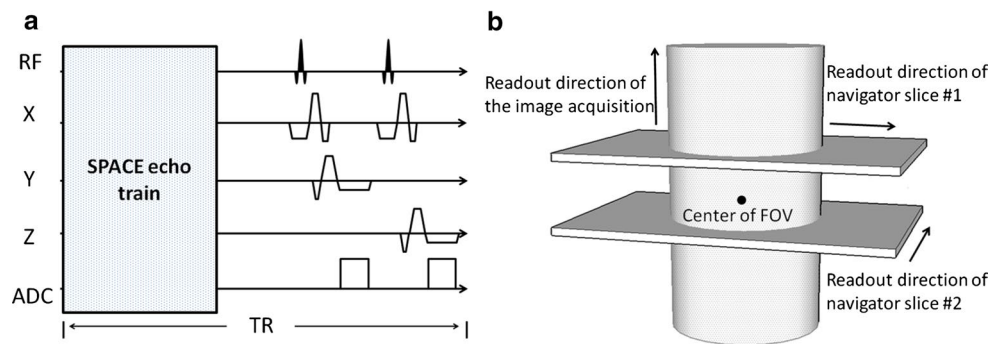 a
RF
X
Y
Z
ADC
SPACE echo
train
TR
b
Readout direction of
the image acquisition
Readout direction of
navigator slice #1
Center of FOV
Readout direction of
navigator slice #2